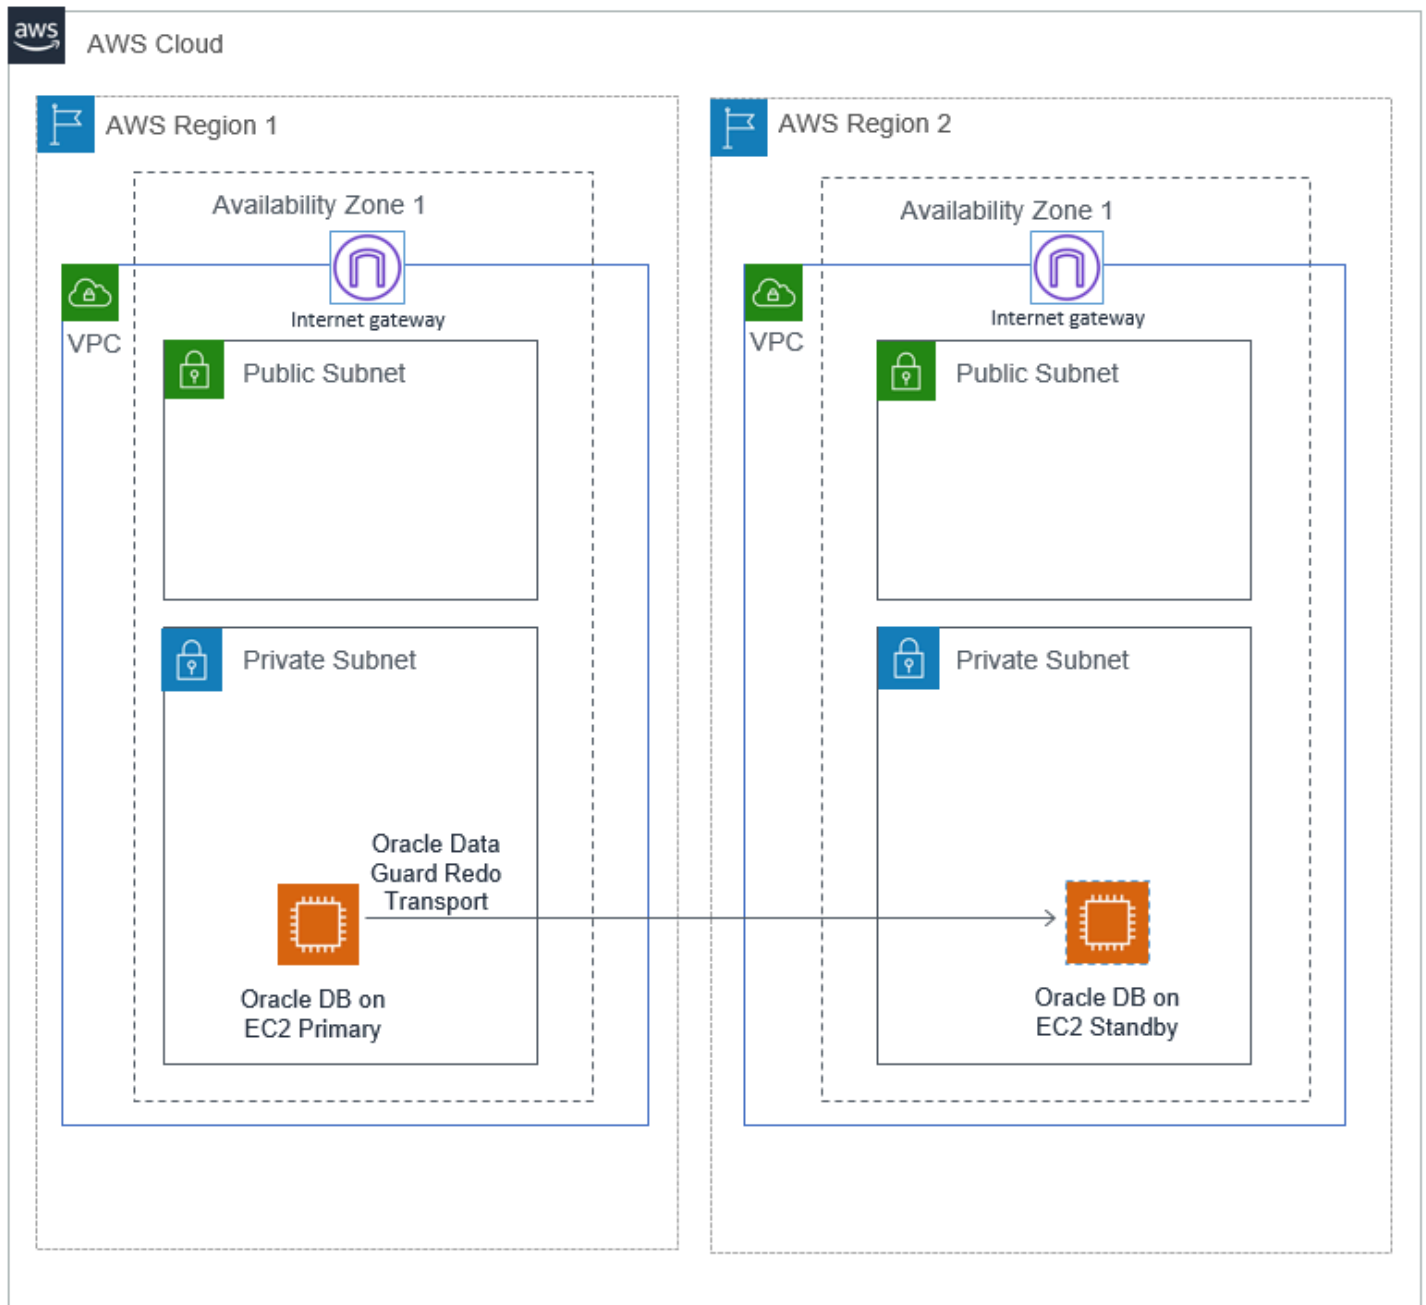 aws
AWS Cloud
AWS Region 1
Availability Zone 1
Internet gateway
VPC
Public Subnet
Private Subnet
Oracle Data
Guard Redo
Transport
Oracle DB on
EC2 Primary
AWS Region 2
Availability Zone 1
Internet gateway
VPC
Public Subnet
Private Subnet
Oracle DB on
EC2 Standby